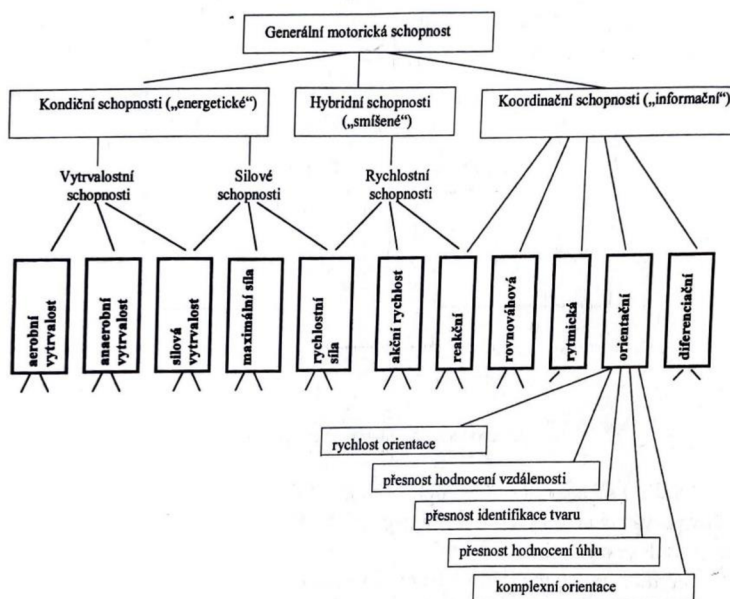 Generální motorická schopnost
Kondiční schopnosti („energetické“)
Hybridní schopnosti
(„smíšené“)
Koordinační schopnosti („informační“)
Vytrvalostní
schopnosti
Silové
schopnosti
Rychlostní
schopnosti
aerobní
vytrvalost
anaerobní
vytrvalost
silová
vytrvalost
maximální síla
rychlostní
síla
akční rychlost
reakční
rovnováhová
rytmická
orientační
diferenciační
rychlost orientace
přesnost hodnocení vzdálenosti
přesnost identifikace tvaru
přesnost hodnocení úhlu
komplexní orientace